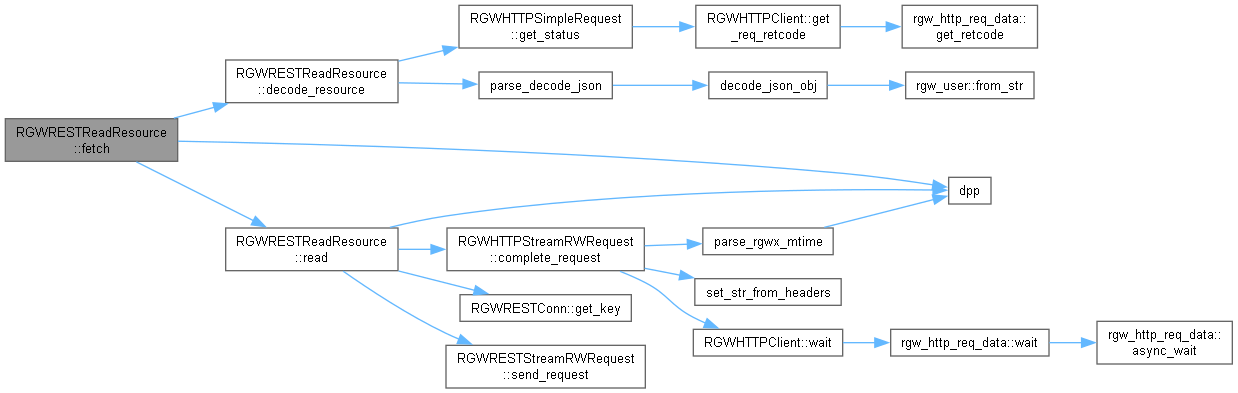 RGWRESTReadResource
::fetch
RGWRESTReadResource
::decode_resource
RGWHTTPSimpleRequest
::get_status
RGWHTTPClient::get
_req_retcode
rgw_http_req_data::
get_retcode
parse_decode_json
decode_json_obj
rgw_user::from_str
dpp
RGWRESTReadResource
::read
RGWHTTPStreamRWRequest
::complete_request
parse_rgwx_mtime
set_str_from_headers
RGWHTTPClient::wait
rgw_http_req_data::wait
rgw_http_req_data::
async_wait
RGWRESTConn::get_key
RGWRESTStreamRWRequest
::send_request